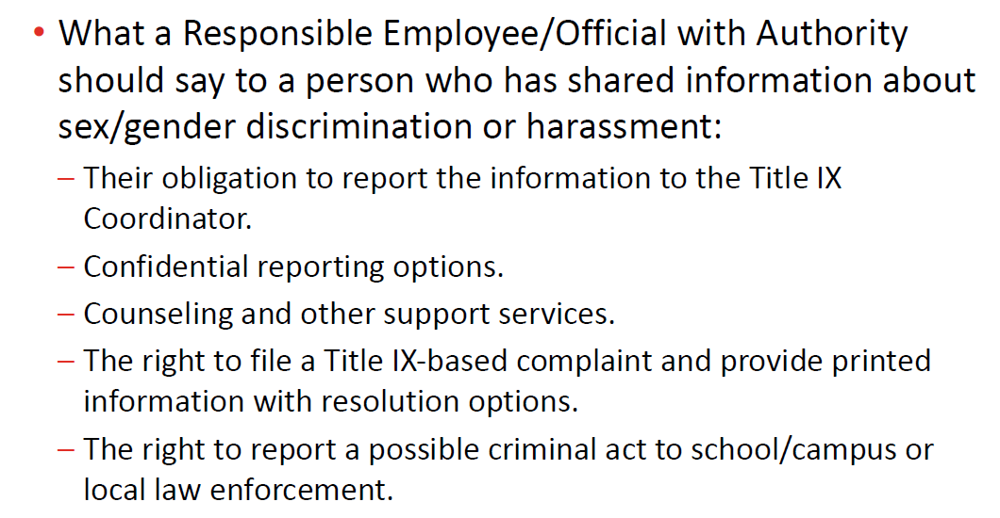 • What a Responsible Employee/Official with Authority
should say to a person who has shared information about
sex/gender discrimination or harassment:
– Their obligation to report the information to the Title IX
Coordinator.
– Confidential reporting options.
– Counseling and other support services.
– The right to file a Title IX-based complaint and provide printed
information with resolution options.
– The right to report a possible criminal act to school/campus or
local law enforcement.